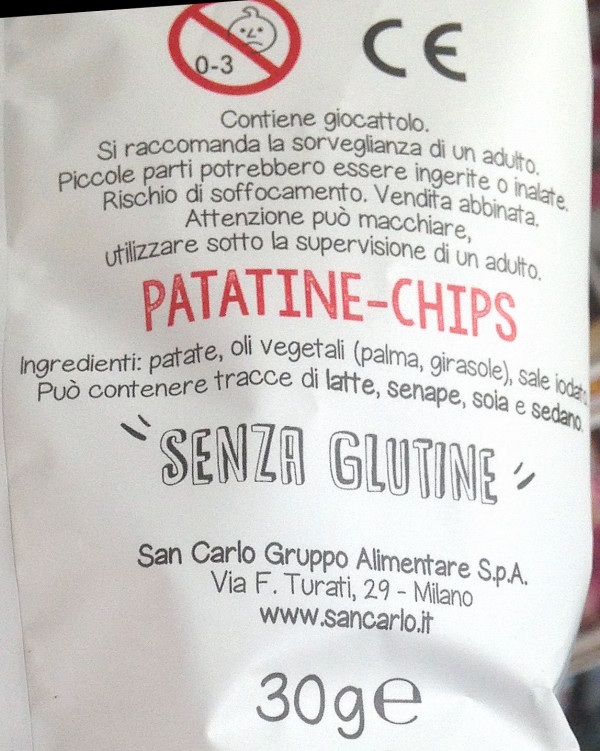 0-3
CE
Contiene giocattolo.
Si raccomanda la sorveglianza di un adulto.
Piccole parti potrebbero essere ingerite o inalate.
Rischio di soffocamento. Vendita abbinata.
Attenzione può macchiare,
utilizzare sotto la supervisione di un adulto.
PATATINE-CHIPS
Ingredienti: patate, oli vegetali (palma, girasole), sale iodato.
Può contenere tracce di latte, senape, soia e sedano.
SENZA GLUTINE
San Carlo Gruppo Alimentare S.p.A.
Via F. Turati, 29 - Milano
www.sancarlo.it
30g℮